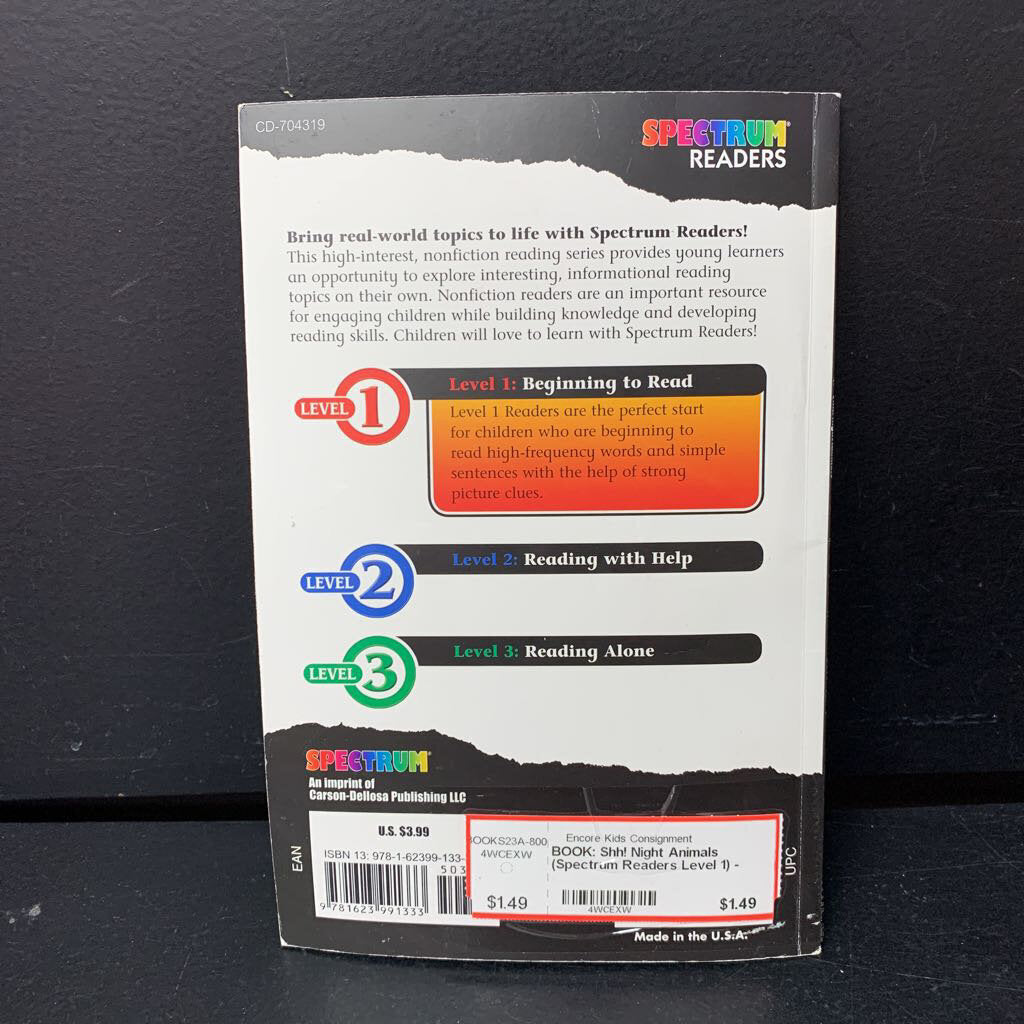 CD-704319
SPECTRUM®
READERS
Bring real-world topics to life with Spectrum Readers!
This high-interest, nonfiction reading series provides young learners
an opportunity to explore interesting, informational reading
topics on their own. Nonfiction readers are an important resource
for engaging children while building knowledge and developing
reading skills. Children will love to learn with Spectrum Readers!
LEVEL 1
Level 1: Beginning to Read
Level 1 Readers are the perfect start
for children who are beginning to
read high-frequency words and simple
sentences with the help of strong
picture clues.
LEVEL 2
Level 2: Reading with Help
LEVEL 3
Level 3: Reading Alone
SPECTRUM®
An imprint of
Carson-Dellosa Publishing LLC
EAN
U.S. $3.99
ISBN 13: 978-1-62399-133-
503
9 781623 991333
OOKS23A-800
4WCEXW
$1.49
Encore Kids Consignment
BOOK: Shh! Night Animals
(Spectrum Readers Level 1) -
4WCEXW
$1.49
UPC
Made in the U.S.A.